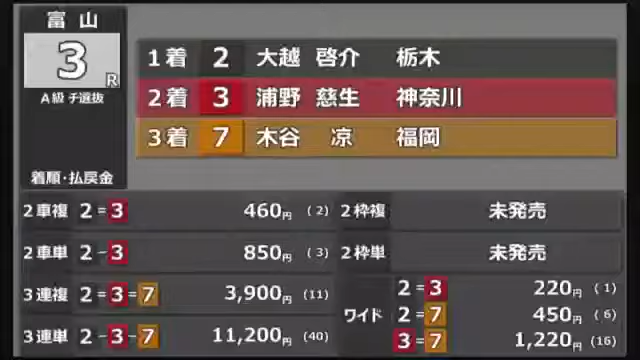 富山
3R
A級 チ選抜
着順・払戻金
1着 2 大越 啓介 栃木
2着 3 浦野 慈生 神奈川
3着 7 木谷 凉 福岡
2車複 2=3 460円 (2)
2車単 2-3 850円 (3)
3連複 2=3=7 3,900円 (11)
3連単 2-3-7 11,200円 (40)
2枠複 未発売
2枠単 未発売
ワイド
2=3 220円 (1)
2=7 450円 (6)
3=7 1,220円 (16)